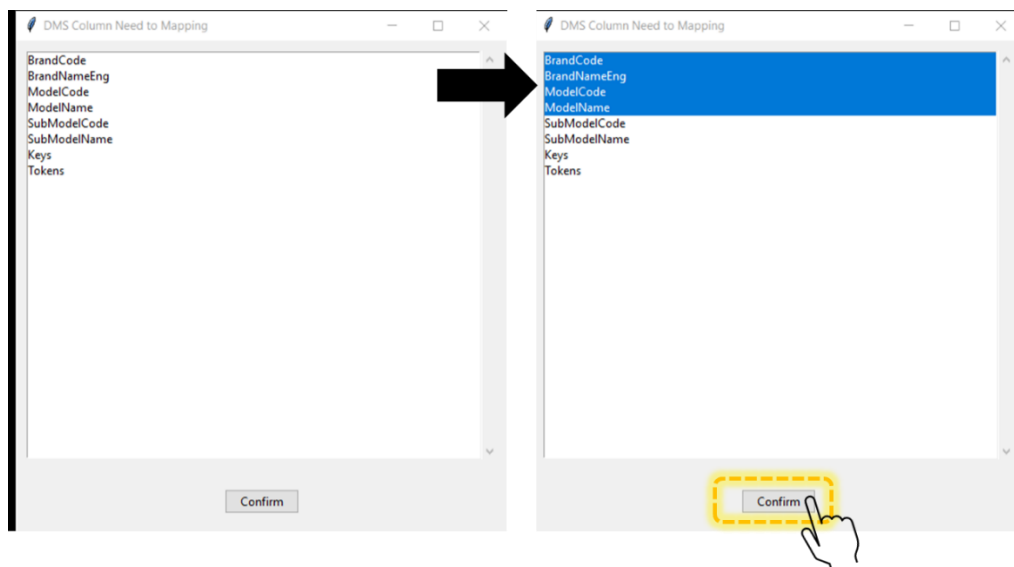 DMS Column Need to Mapping
BrandCode
BrandNameEng
ModelCode
ModelName
SubModelCode
SubModelName
Keys
Tokens
Confirm
DMS Column Need to Mapping
BrandCode
BrandNameEng
ModelCode
ModelName
SubModelCode
SubModelName
Keys
Tokens
Confirm